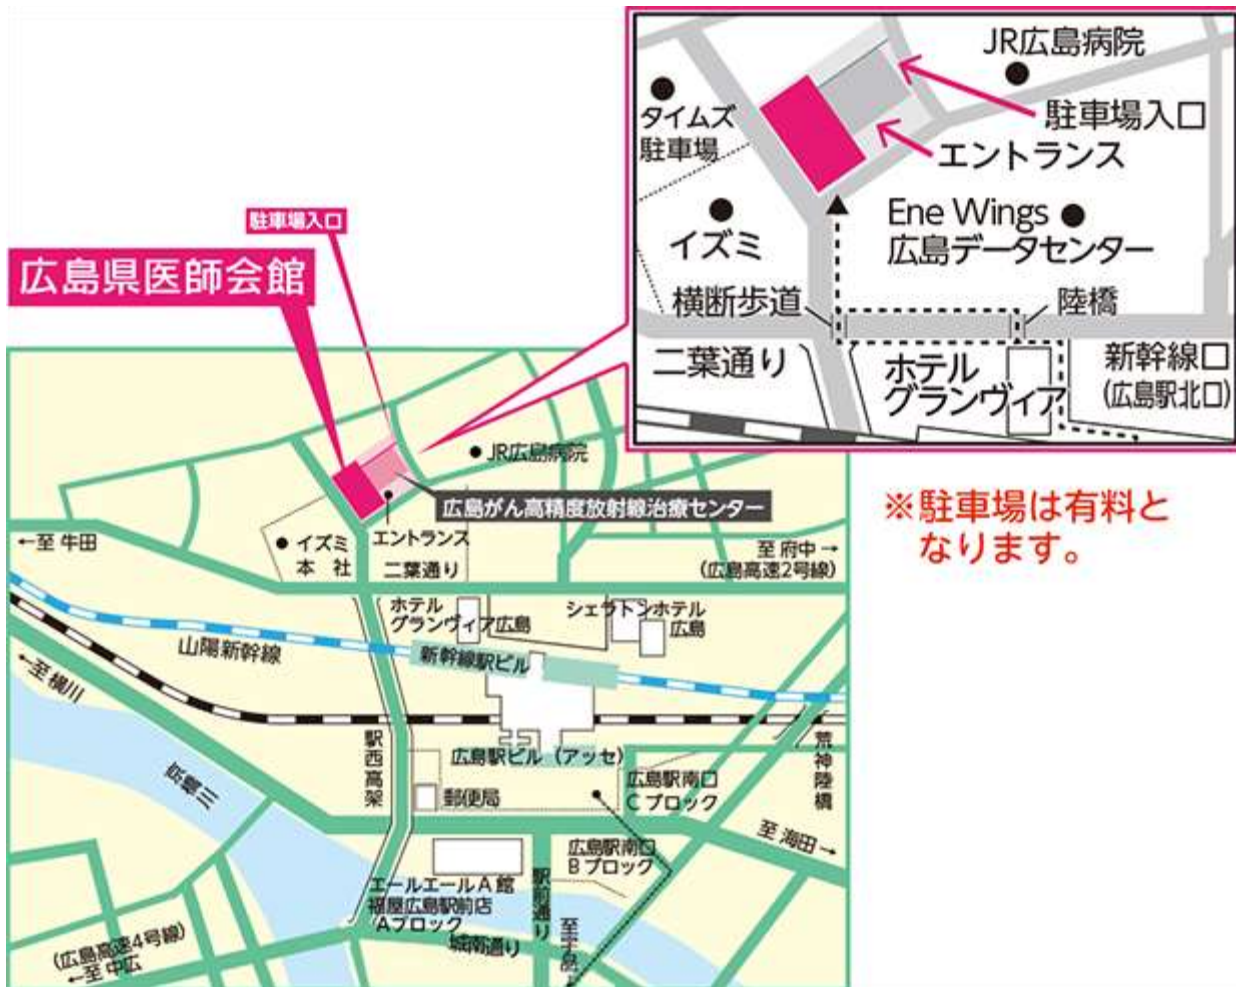 JR広島病院
タイムズ
駐車場
駐車場入口
エントランス
Ene Wings
広島データセンター
イズミ
横断歩道
陸橋
二葉通り
ホテル
グランヴィア
新幹線口
(広島駅北口)
駐車場入口
広島県医師会館
JR広島病院
広島がん高精度放射線治療センター
※駐車場は有料と
なります。
←至 牛田
イズミ
本 社
エントランス
二葉通り
至 府中→
(広島高速2号線)
ホテル
グランヴィア広島
シェラトンホテル
広島
山陽新幹線
新幹線駅ビル
←至 横川
駅西高架
広島駅ビル (アッセ)
荒神陸橋
広島駅南口
C ブロック
京橋川
郵便局
至 海田→
広島駅南口
B ブロック
エールエールA 館
福屋広島駅前店
Aブロック
駅前通り
城南通り
至宇品→
(広島高速4号線)
←至 中広